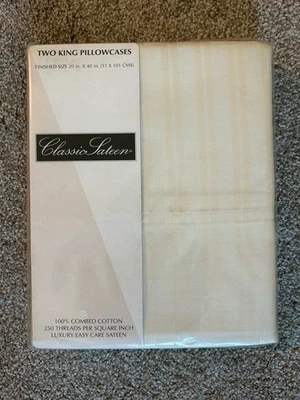 TWO KING PILLOWCASES
FINISHED SIZE 20 in. X 40 in. (51 X 101 CMS)
Classic Sateen®
100% COMBED COTTON
250 THREADS PER SQUARE INCH
LUXURY EASY CARE SATEEN